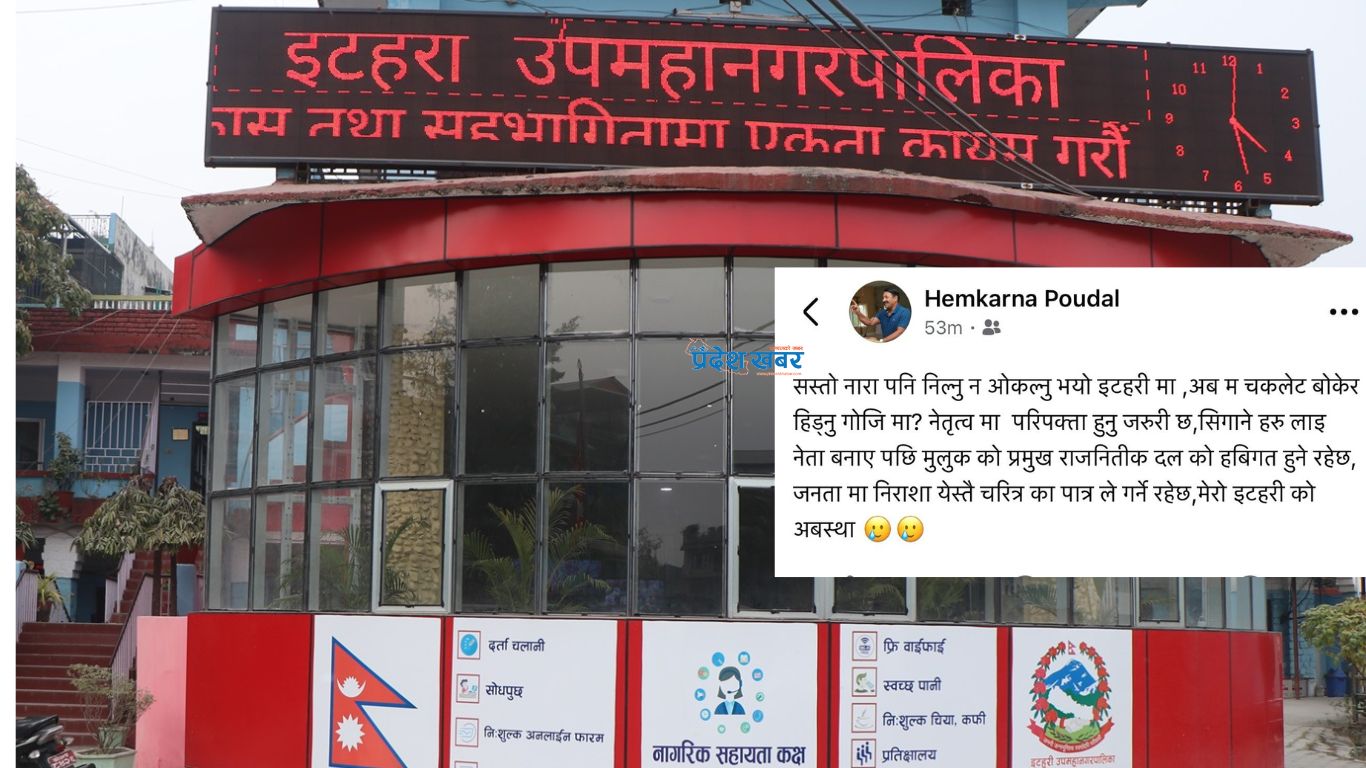 इटहरी उपमहानगरपालिका
तथा सहभागितामा एकता कायम गरौँ
12
11 1
10 2
9 3
8 4
7 6 5
Hemkarna Poudal
53m
प्रदेश खबर
सस्तो नारा पनि निल्नु न ओकल्नु भयो इटहरी मा ,अब म चकलेट बोकेर
हिड्नु गोजि मा? नेतृत्व मा परिपक्ता हुनु जरुरी छ,सिगाने हरु लाइ
नेता बनाए पछि मुलुक को प्रमुख राजनितीक दल को हबिगत हुने रहेछ,
जनता मा निराशा येस्तै चरित्र का पात्र ले गर्ने रहेछ,मेरो इटहरी को
अबस्था 🥲🥲
दर्ता चलानी
सोधपुछ
नि:शुल्क अनलाईन फारम
नागरिक सहायता कक्ष
फ्रि वाईफाई
स्वच्छ पानी
नि:शुल्क चिया, कफी
प्रतिक्षालय
इटहरी उपमहानगरपालिका